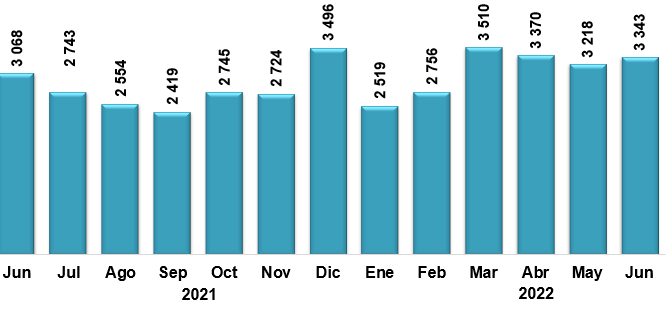 3 068 2 743 2 554 2 419 2 745 2 724 3 496 2 519 2 756 3 510 3 370 3 218 3 343
Jun Jul Ago Sep Oct Nov Dic Ene Feb Mar Abr May Jun
2021 2022